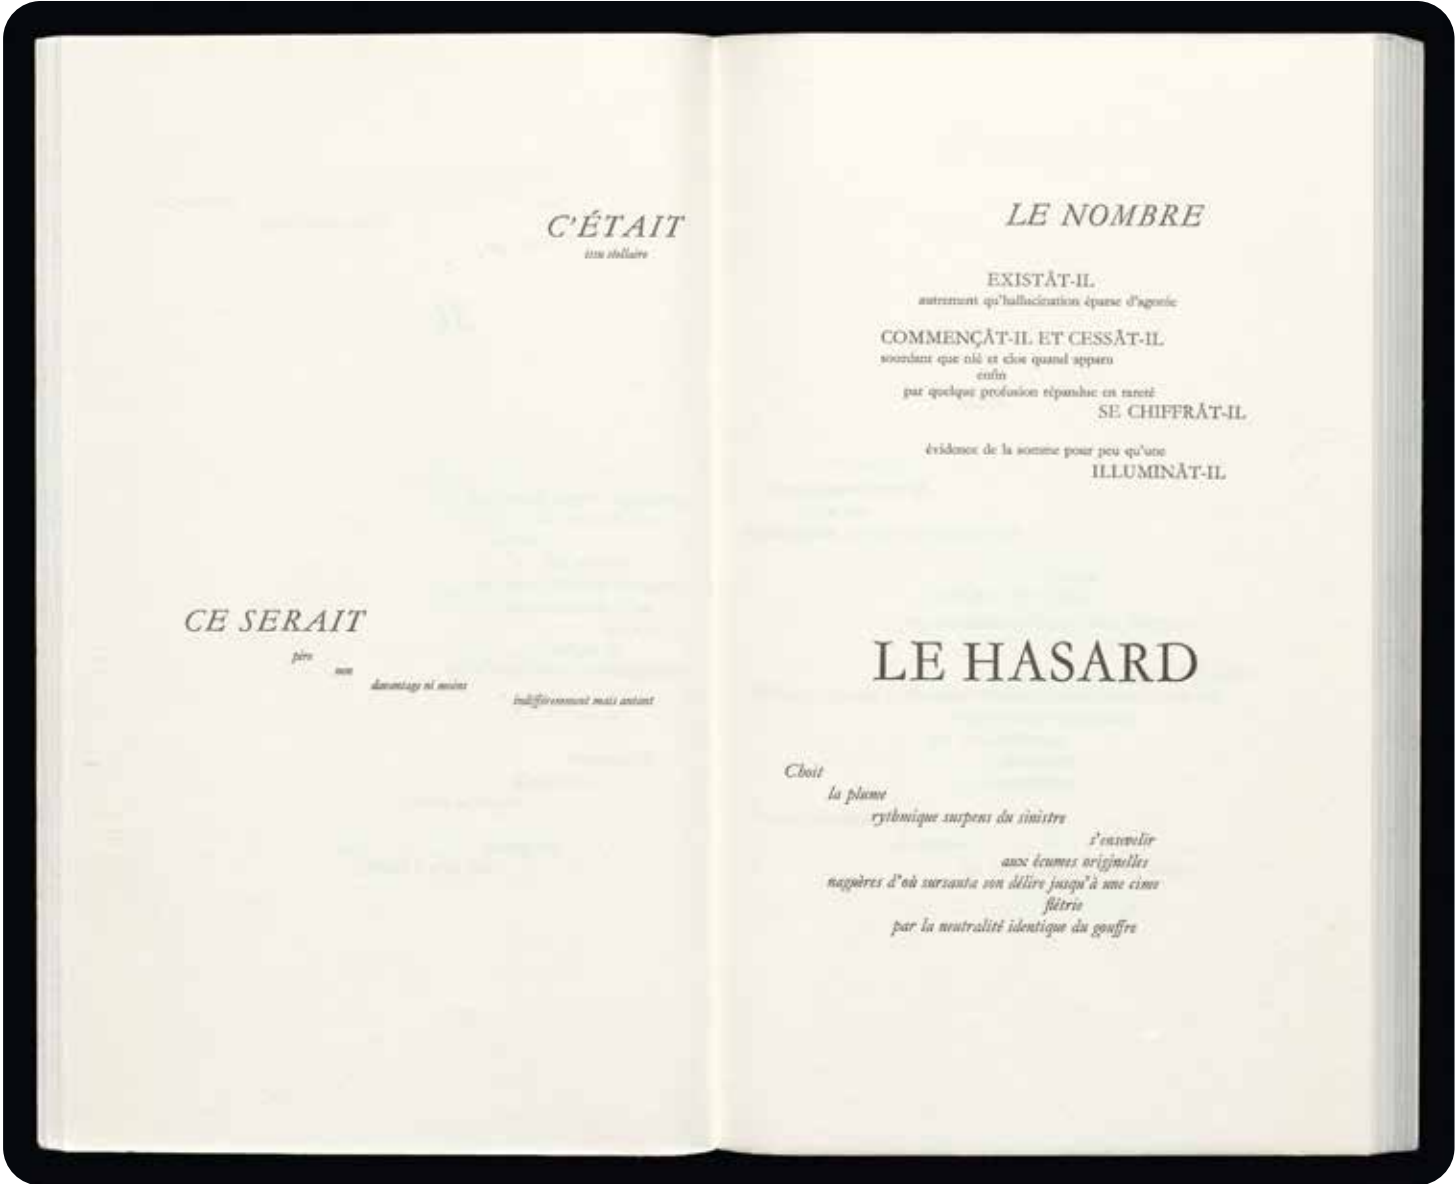 C'ÉTAIT
issu stellaire
CE SERAIT
pire
non
davantage ni moins
indifféremment mais autant
LE NOMBRE
EXISTÂT-IL
autrement qu'hallucination éparse d'agonie
COMMENÇÂT-IL ET CESSÂT-IL
sourdant que nié et clos quand apparu
enfin
par quelque profusion répandue en rareté
SE CHIFFRÂT-IL
évidence de la somme pour peu qu'une
ILLUMINÂT-IL
LE HASARD
Choit
la plume
rythmique suspens du sinistre
s'ensevelir
aux écumes originelles
naguères d'où sursauta son délire jusqu'à une cime
flétrie
par la neutralité identique du gouffre